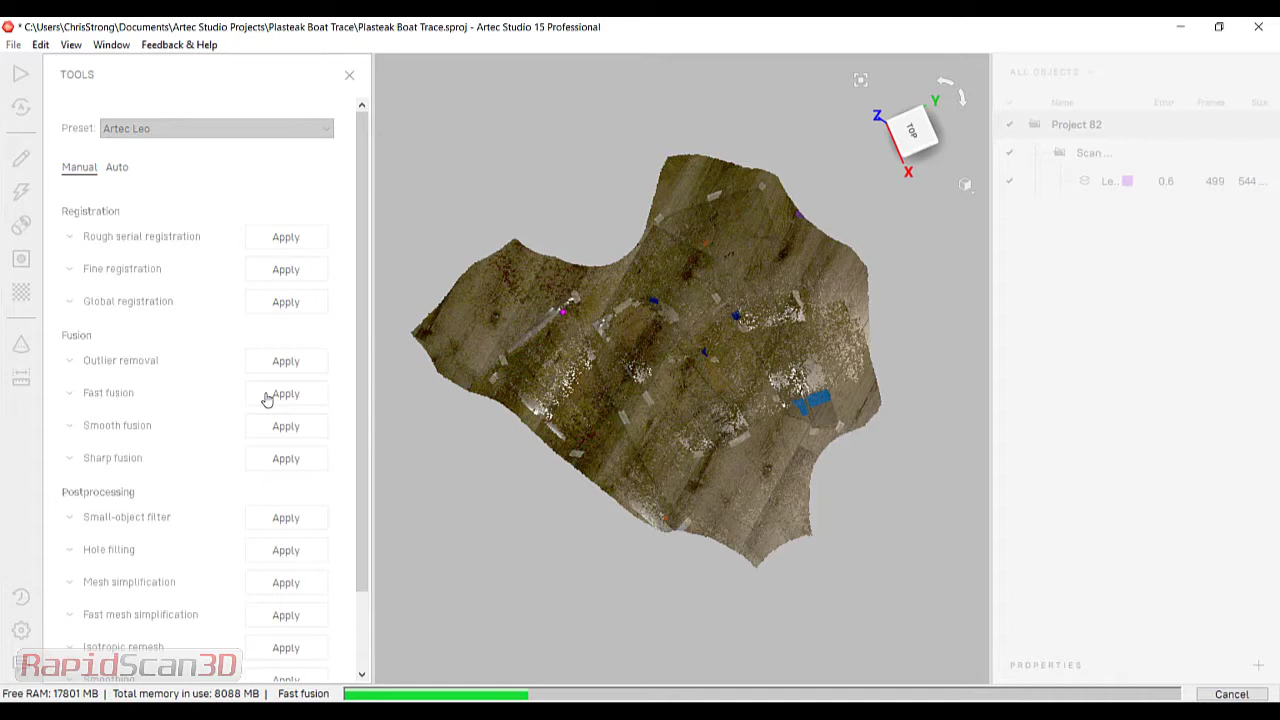 * C:\Users\ChrisStrong\Documents\Artec Studio Projects\Plasteak Boat Trace\Plasteak Boat Trace.sproj - Artec Studio 15 Professional
File Edit View Window Feedback & Help
TOOLS
Preset: Artec Leo
Manual Auto
Registration
Rough serial registration Apply
Fine registration Apply
Global registration Apply
Fusion
Outlier removal Apply
Fast fusion Apply
Smooth fusion Apply
Sharp fusion Apply
Postprocessing
Small-object filter Apply
Hole filling Apply
Mesh simplification Apply
Fast mesh simplification Apply
Isotropic remesh Apply
RapidScan3D
Z Y X TOP
ALL OBJECTS
Name Error Frames Size
Project 82
Scan ...
Le.. 0.6 499 544 ...
PROPERTIES
Free RAM: 17801 MB | Total memory in use: 8088 MB | Fast fusion Cancel